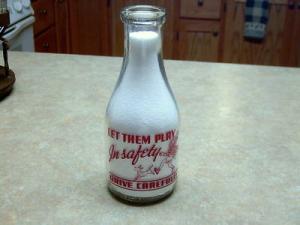 LET THEM PLAY
In safety
DRIVE CAREFULLY